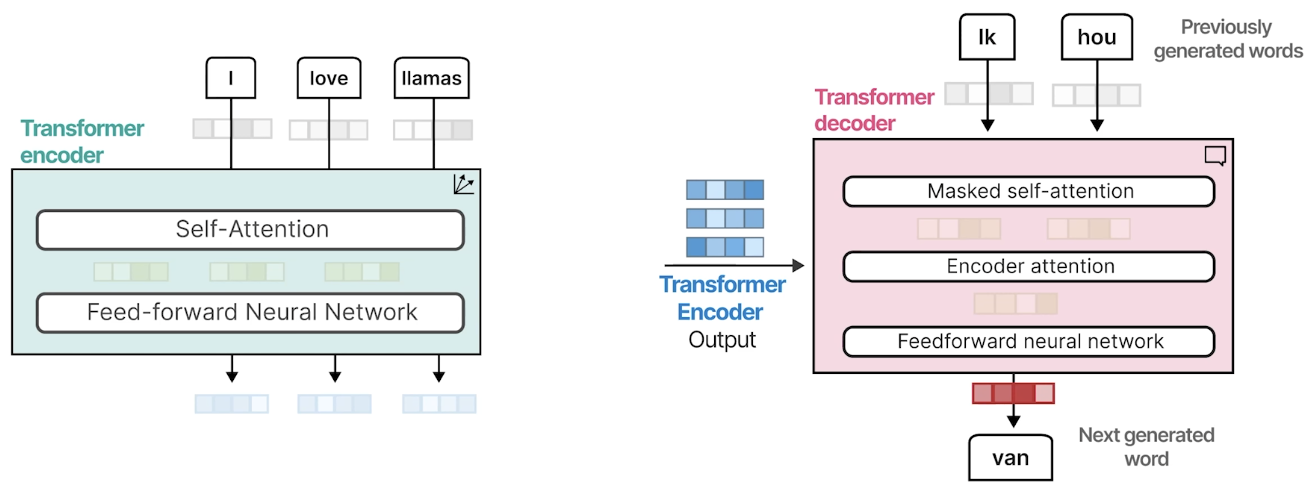 I
love
llamas
Transformer
encoder
Self-Attention
Feed-forward Neural Network
Ik
hou
Previously
generated words
Transformer
decoder
Masked self-attention
Encoder attention
Feedforward neural network
Transformer
Encoder
Output
van
Next generated
word